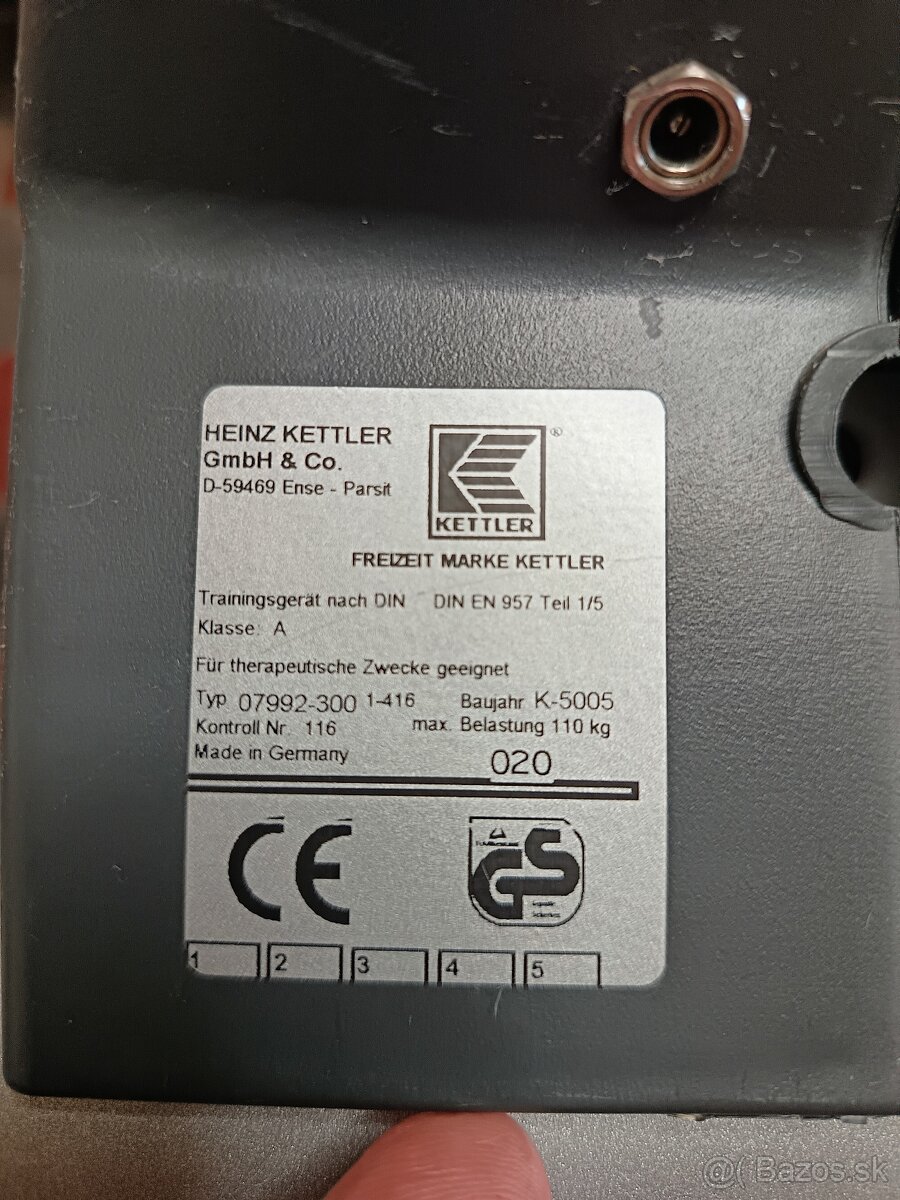 HEINZ KETTLER
GmbH & Co.
D-59469 Ense - Parsit
®
KETTLER
FREIZEIT MARKE KETTLER
Trainingsgerät nach DIN DIN EN 957 Teil 1/5
Klasse: A
Für therapeutische Zwecke geeignet
Typ 07992-300 1-416 Baujahr K-5005
Kontroll Nr. 116 max. Belastung 110 kg
Made in Germany 020
CE GS
1 2 3 4 5
@( Bazos.sk